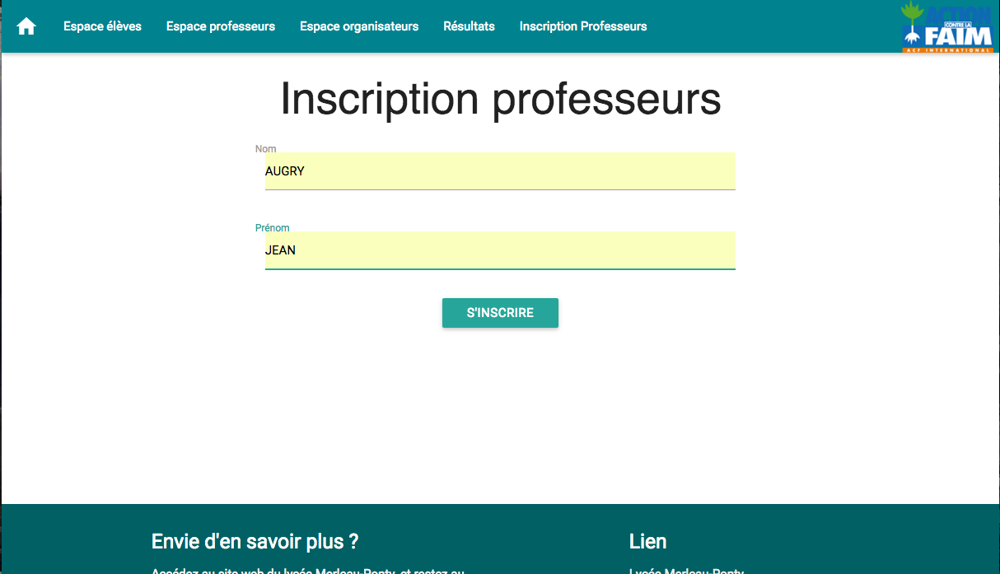 Espace élèves Espace professeurs Espace organisateurs Résultats Inscription Professeurs
ACTION
CONTRE LA
FAIM
ACF INTERNATIONAL
Inscription professeurs
Nom
AUGRY
Prénom
JEAN
S'INSCRIRE
Envie d'en savoir plus ?
Lien
Accédez au site web du lycée Merleau-Ponty, et restez au
Lycée Merleau-Ponty